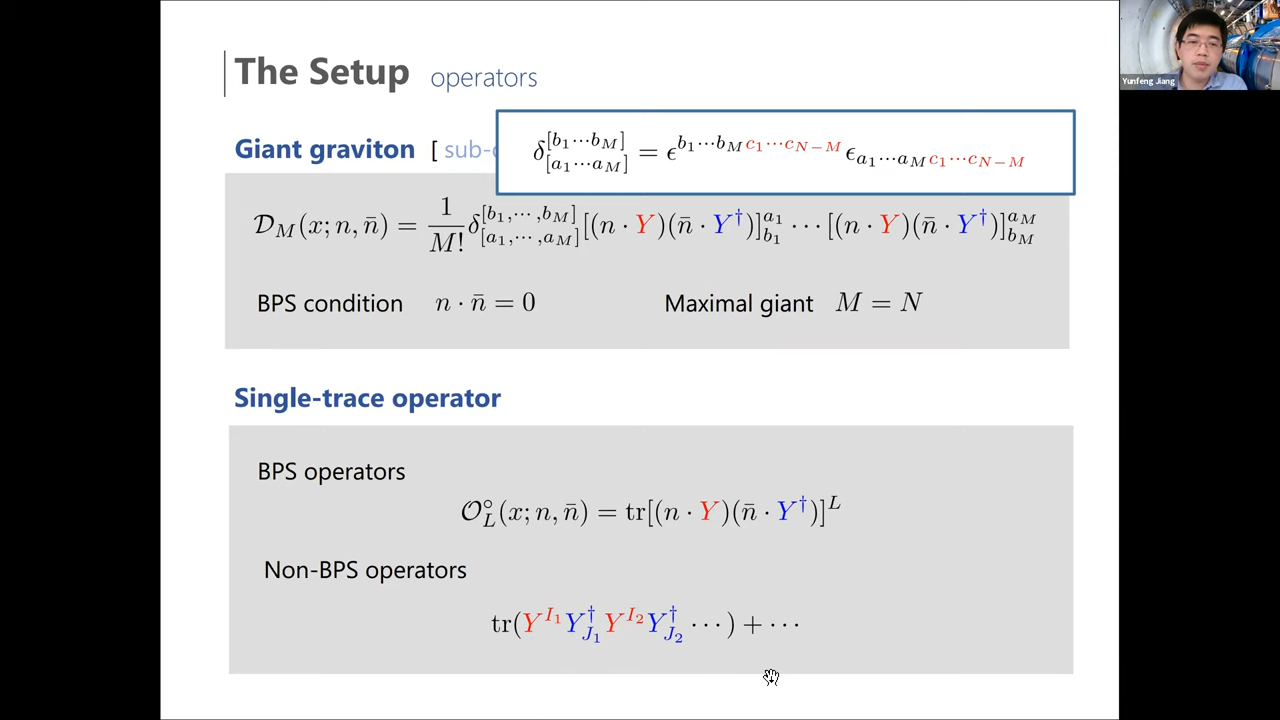 The Setup operators
Yunfeng Jiang
Giant graviton [ sub-
δ^{[b_1⋯b_M]}_{[a_1⋯a_M]} = ϵ^{b_1⋯b_M c_1⋯c_{N−M}} ϵ_{a_1⋯a_M c_1⋯c_{N−M}}
𝒟_M(x; n, n̄) = \frac{1}{M!} δ^{[b_1,⋯,b_M]}_{[a_1,⋯,a_M]} [(n · Y)(n̄ · Y^†)]^{a_1}_{b_1} ⋯ [(n · Y)(n̄ · Y^†)]^{a_M}_{b_M}
BPS condition n · n̄ = 0 Maximal giant M = N
Single-trace operator
BPS operators
𝒪^∘_L(x; n, n̄) = tr[(n · Y)(n̄ · Y^†)]^L
Non-BPS operators
tr(Y^{I_1} Y^†_{J_1} Y^{I_2} Y^†_{J_2} ⋯) + ⋯